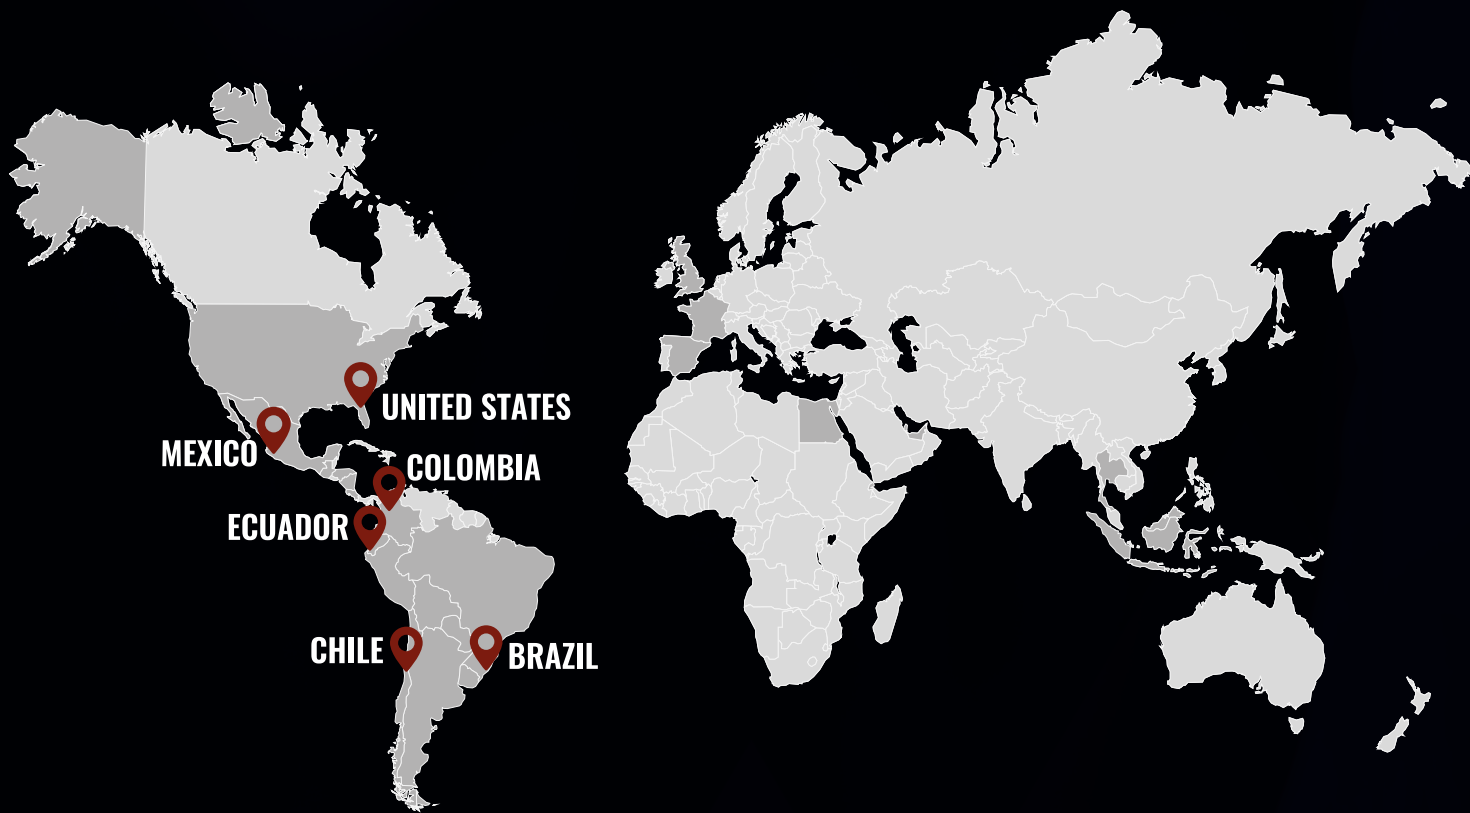 UNITED STATES
MEXICO
COLOMBIA
ECUADOR
CHILE
BRAZIL